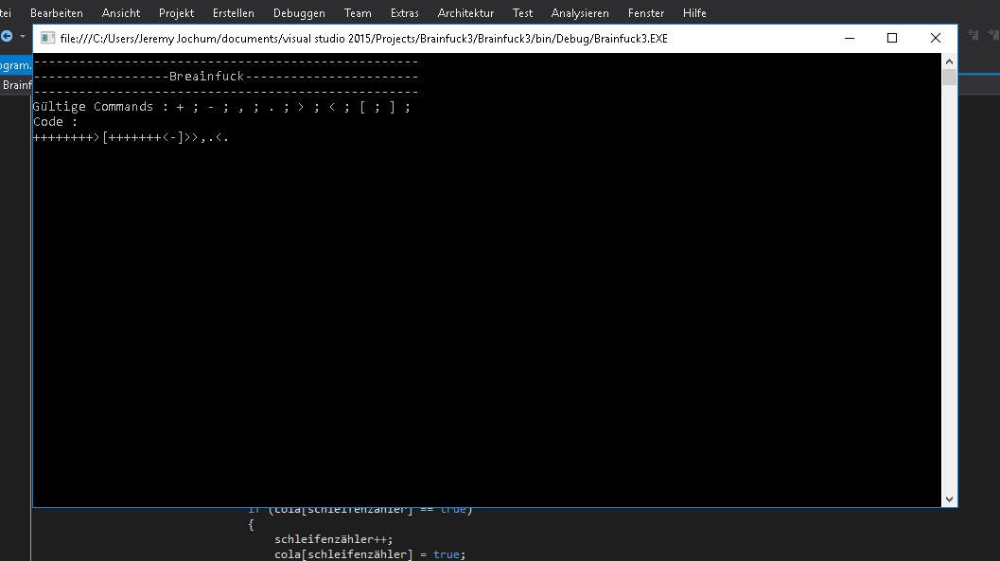 tei Bearbeiten Ansicht Projekt Erstellen Debuggen Team Extras Architektur Test Analysieren Fenster Hilfe
file:///C:/Users/Jeremy Jochum/documents/visual studio 2015/Projects/Brainfuck3/Brainfuck3/bin/Debug/Brainfuck3.EXE
ogram.
Brainf
---------------------------------------------------
------------------Breainfuck-----------------------
---------------------------------------------------
Gültige Commands : + ; - ; , ; . ; > ; < ; [ ; ] ;
Code :
++++++++>[+++++++<-]>>,.<.
if (cola[schleifenzähler] == true)
{
schleifenzähler++;
cola[schleifenzähler] = true;